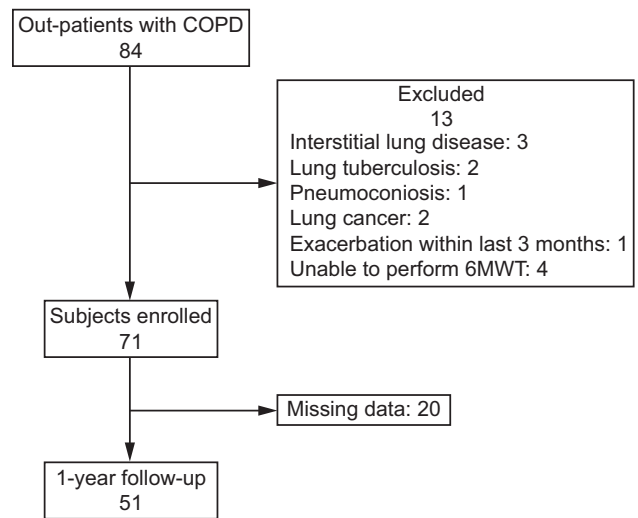 Out-patients with COPD
84
Excluded
13
Interstitial lung disease: 3
Lung tuberculosis: 2
Pneumoconiosis: 1
Lung cancer: 2
Exacerbation within last 3 months: 1
Unable to perform 6MWT: 4
Subjects enrolled
71
Missing data: 20
1-year follow-up
51